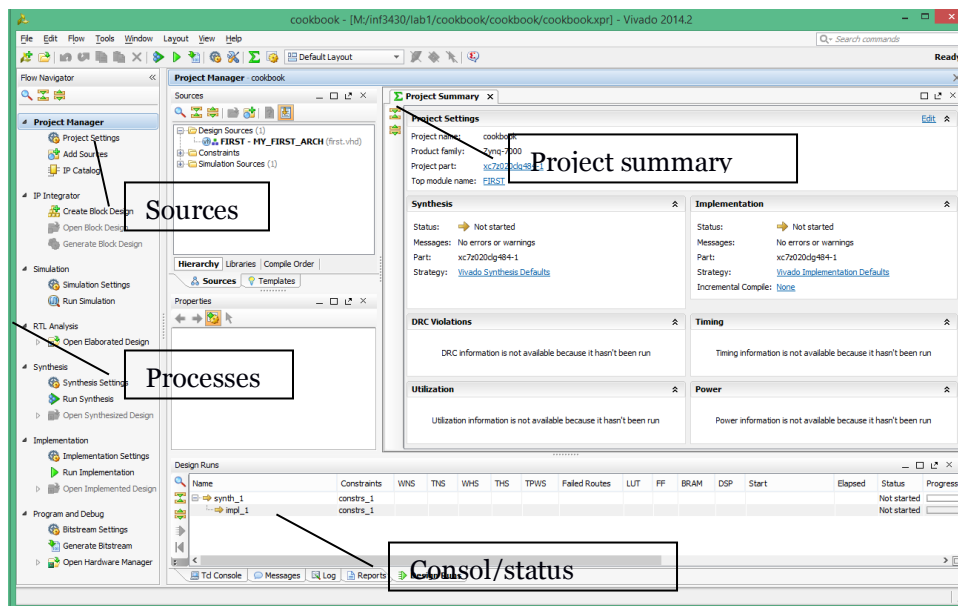 cookbook - [M:/inf3430/lab1/cookbook/cookbook/cookbook.xpr] - Vivado 2014.2
File Edit Flow Tools Window Layout View Help
Search commands
Default Layout
Ready
Flow Navigator
Project Manager
Project Settings
Add Sources
IP Catalog
IP Integrator
Create Block Design
Open Block Design
Generate Block Design
Simulation
Simulation Settings
Run Simulation
RTL Analysis
Open Elaborated Design
Synthesis
Synthesis Settings
Run Synthesis
Open Synthesized Design
Implementation
Implementation Settings
Run Implementation
Open Implemented Design
Program and Debug
Bitstream Settings
Generate Bitstream
Open Hardware Manager
Sources
Processes
Project Manager - cookbook
Sources
Design Sources (1)
FIRST - MY_FIRST_ARCH (first.vhd)
Constraints
Simulation Sources (1)
Hierarchy Libraries Compile Order
Sources Templates
Properties
Project Summary
Project Settings Edit
Project name: cookbook
Product family: Zynq-7000
Project part: xc7z020clg484-1
Top module name: FIRST
Project summary
Synthesis
Status: Not started
Messages: No errors or warnings
Part: xc7z020clg484-1
Strategy: Vivado Synthesis Defaults
Implementation
Status: Not started
Messages: No errors or warnings
Part: xc7z020clg484-1
Strategy: Vivado Implementation Defaults
Incremental Compile: None
DRC Violations
DRC information is not available because it hasn't been run
Timing
Timing information is not available because it hasn't been run
Utilization
Utilization information is not available because it hasn't been run
Power
Power information is not available because it hasn't been run
Design Runs
Name Constraints WNS TNS WHS THS TPWS Failed Routes LUT FF BRAM DSP Start Elapsed Status Progress
synth_1 constrs_1 Not started
impl_1 constrs_1 Not started
Consol/status
Tcl Console Messages Log Reports Design Runs